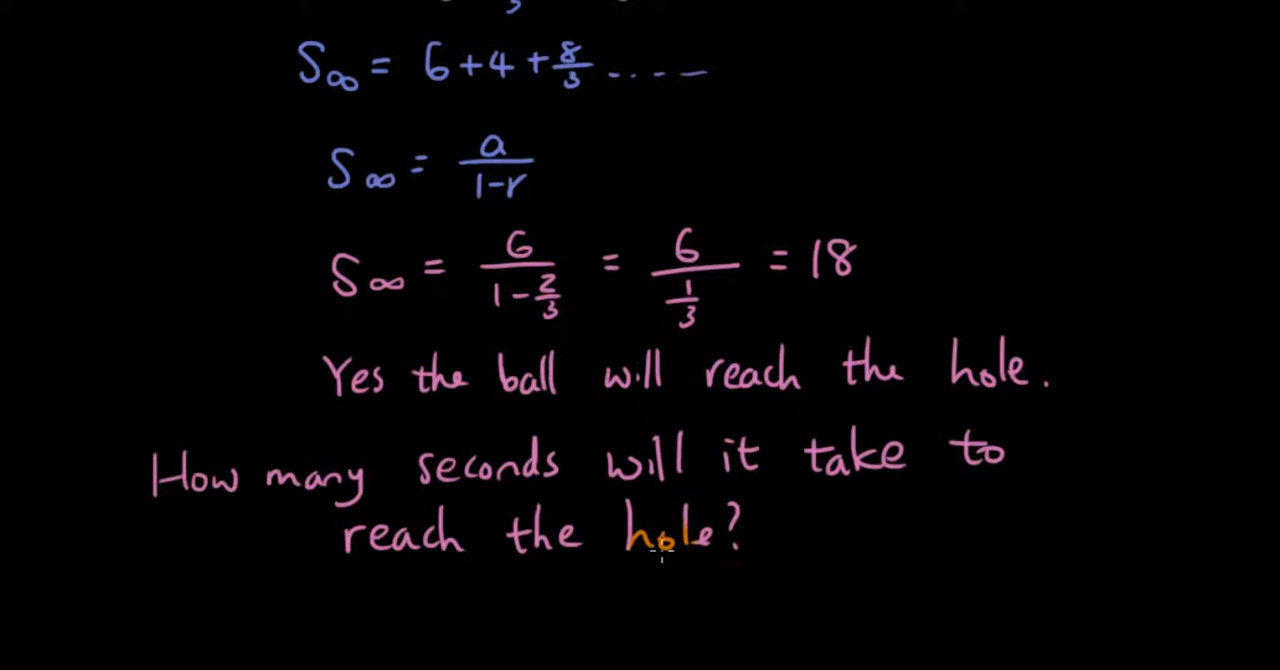 S∞ = 6 + 4 + 8/3 .....
S∞ = a/(1-r)
S∞ = 6/(1-2/3) = 6/(1/3) = 18
Yes the ball will reach the hole.
How many seconds will it take to
reach the hole?